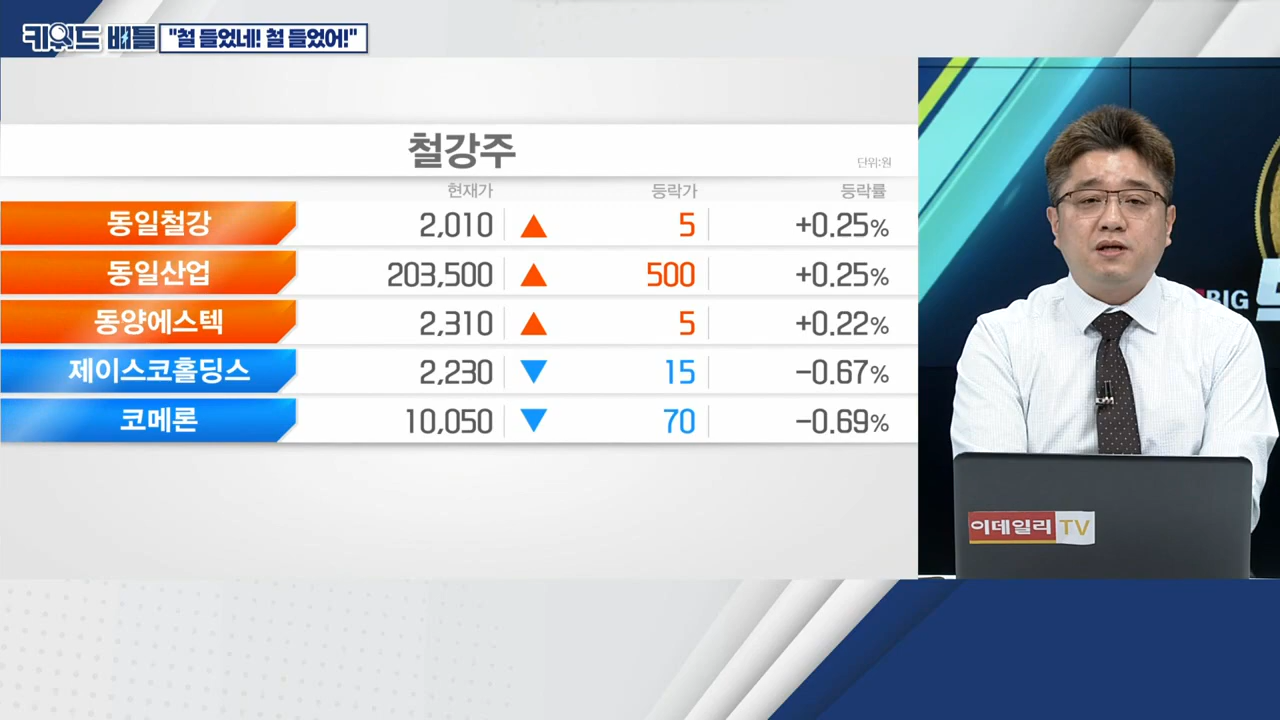 키워드 배틀 "철 들었네! 철 들었어!"
철강주
단위:원
현재가 등락가 등락률
동일철강 2,010 ▲ 5 +0.25%
동일산업 203,500 ▲ 500 +0.25%
동양에스텍 2,310 ▲ 5 +0.22%
제이스코홀딩스 2,230 ▼ 15 -0.67%
코메론 10,050 ▼ 70 -0.69%
BIG
이데일리 TV